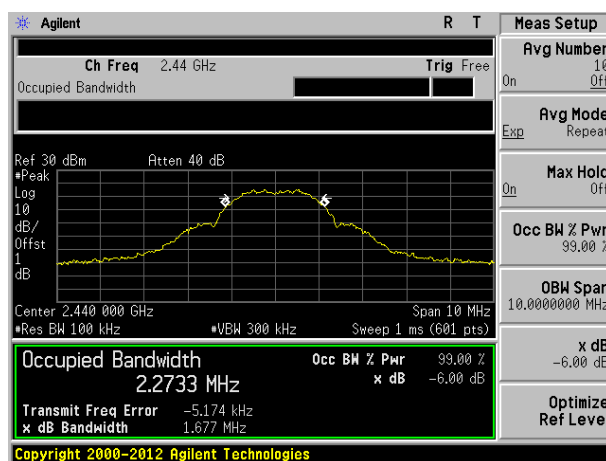 Agilent R T
Ch Freq 2.44 GHz Trig Free
Occupied Bandwidth
Ref 30 dBm Atten 40 dB
#Peak
Log
10
dB/
Offst
1
dB
Center 2.440 000 GHz Span 10 MHz
#Res BW 100 kHz #VBW 300 kHz Sweep 1 ms (601 pts)
Occupied Bandwidth Occ BW % Pwr 99.00 %
2.2733 MHz x dB -6.00 dB
Transmit Freq Error -5.174 kHz
x dB Bandwidth 1.677 MHz
Copyright 2000-2012 Agilent Technologies
Meas Setup
Avg Number
10
On Off
Avg Mode
Exp Repeat
Max Hold
On Off
Occ BW % Pwr
99.00 %
OBW Span
10.0000000 MHz
x dB
-6.00 dB
Optimize
Ref Level